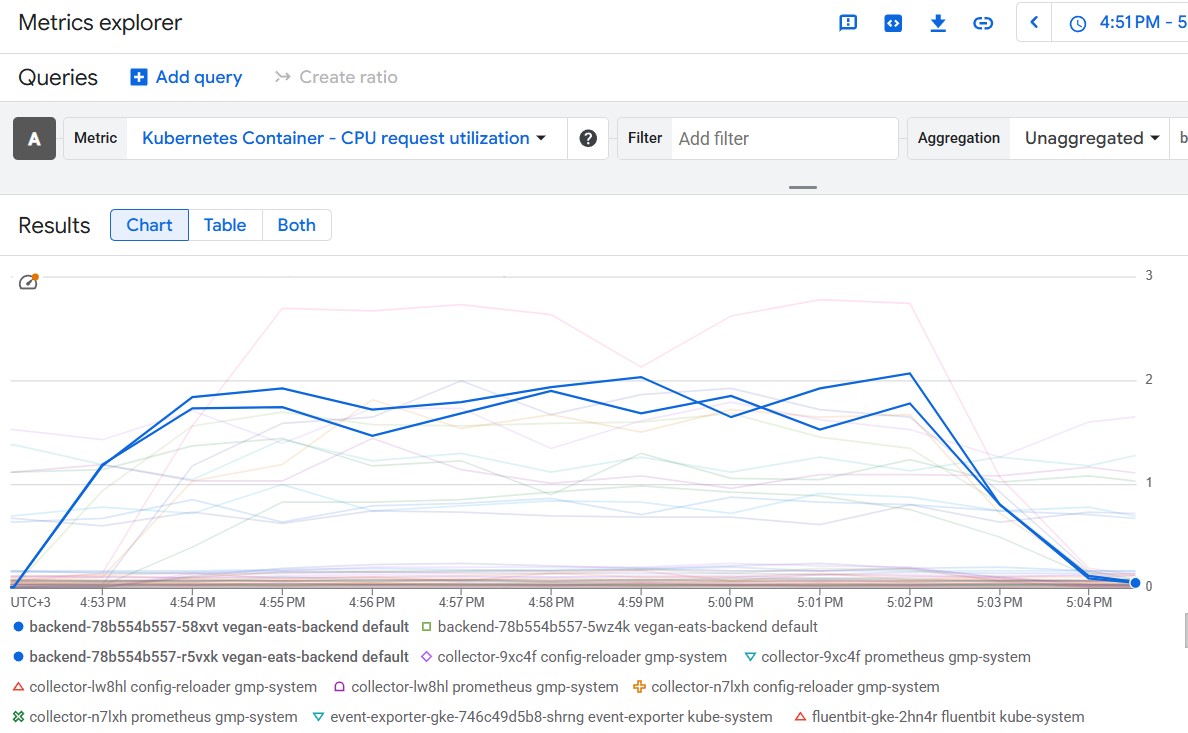 Metrics explorer
4:51 PM - 5
Queries Add query Create ratio
A Metric Kubernetes Container - CPU request utilization ? Filter Add filter Aggregation Unaggregated b
Results Chart Table Both
3
2
1
0
UTC+3 4:53 PM 4:54 PM 4:55 PM 4:56 PM 4:57 PM 4:58 PM 4:59 PM 5:00 PM 5:01 PM 5:02 PM 5:03 PM 5:04 PM
backend-78b554b557-58xvt vegan-eats-backend default backend-78b554b557-5wz4k vegan-eats-backend default
backend-78b554b557-r5vxk vegan-eats-backend default collector-9xc4f config-reloader gmp-system collector-9xc4f prometheus gmp-system
collector-lw8hl config-reloader gmp-system collector-lw8hl prometheus gmp-system collector-n7lxh config-reloader gmp-system
collector-n7lxh prometheus gmp-system event-exporter-gke-746c49d5b8-shrng event-exporter kube-system fluentbit-gke-2hn4r fluentbit kube-system